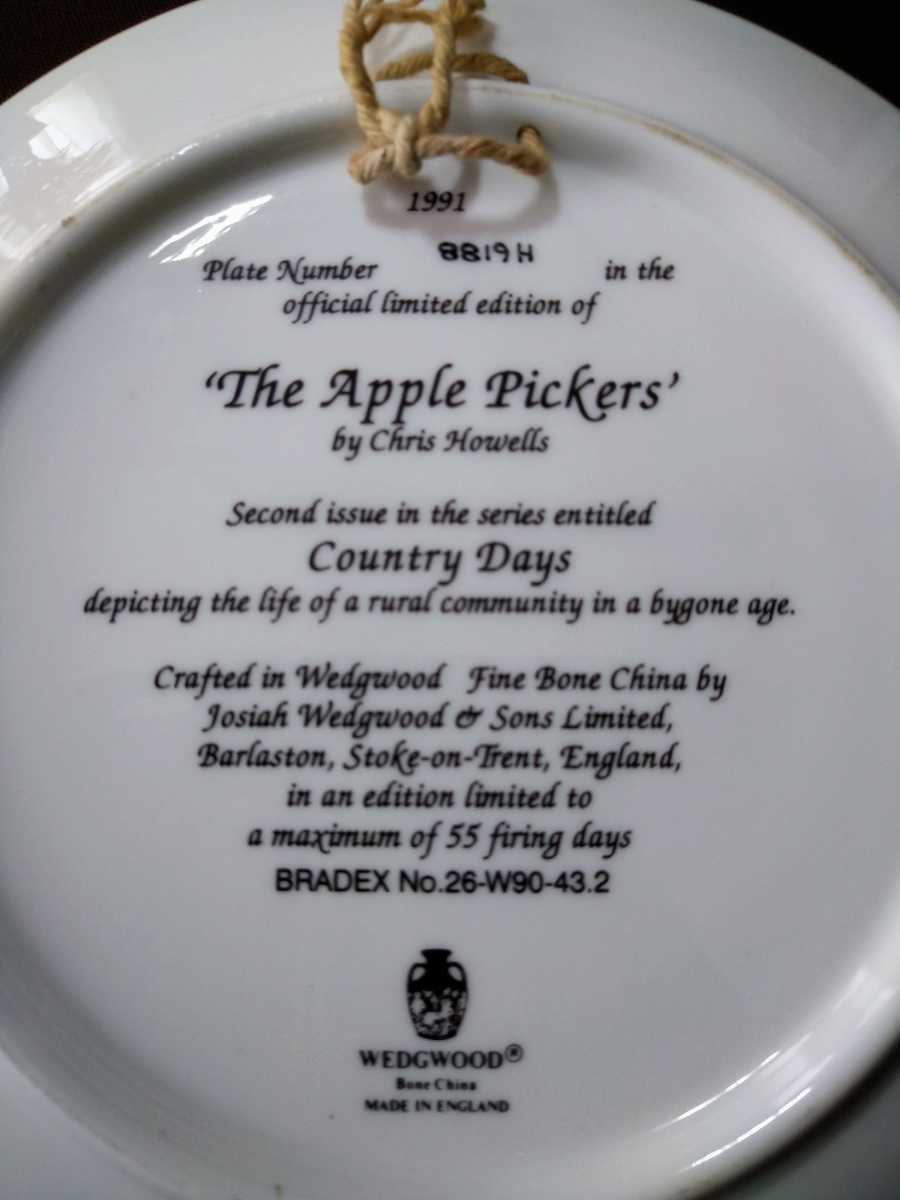 1991
8819H
Plate Number in the
official limited edition of
‘The Apple Pickers’
by Chris Howells
Second issue in the series entitled
Country Days
depicting the life of a rural community in a bygone age.
Crafted in Wedgwood Fine Bone China by
Josiah Wedgwood & Sons Limited,
Barlaston, Stoke-on-Trent, England,
in an edition limited to
a maximum of 55 firing days
BRADEX No.26-W90-43.2
WEDGWOOD®
Bone China
MADE IN ENGLAND